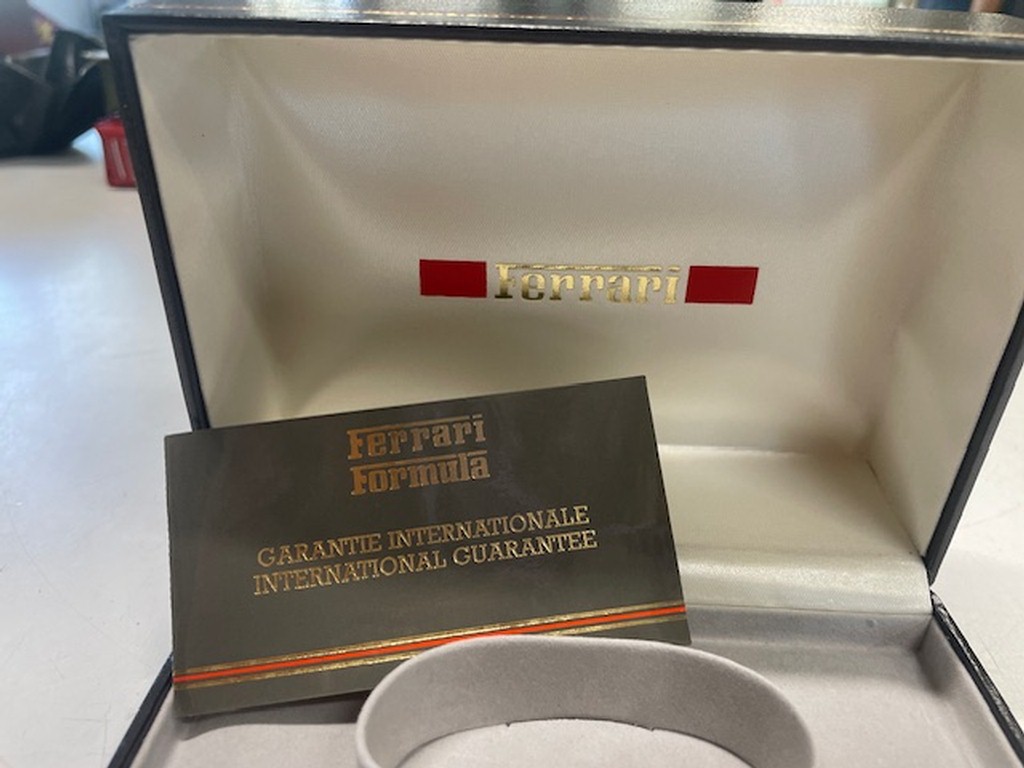 Ferrari
Ferrari
Formula
GARANTIE INTERNATIONALE
INTERNATIONAL GUARANTEE